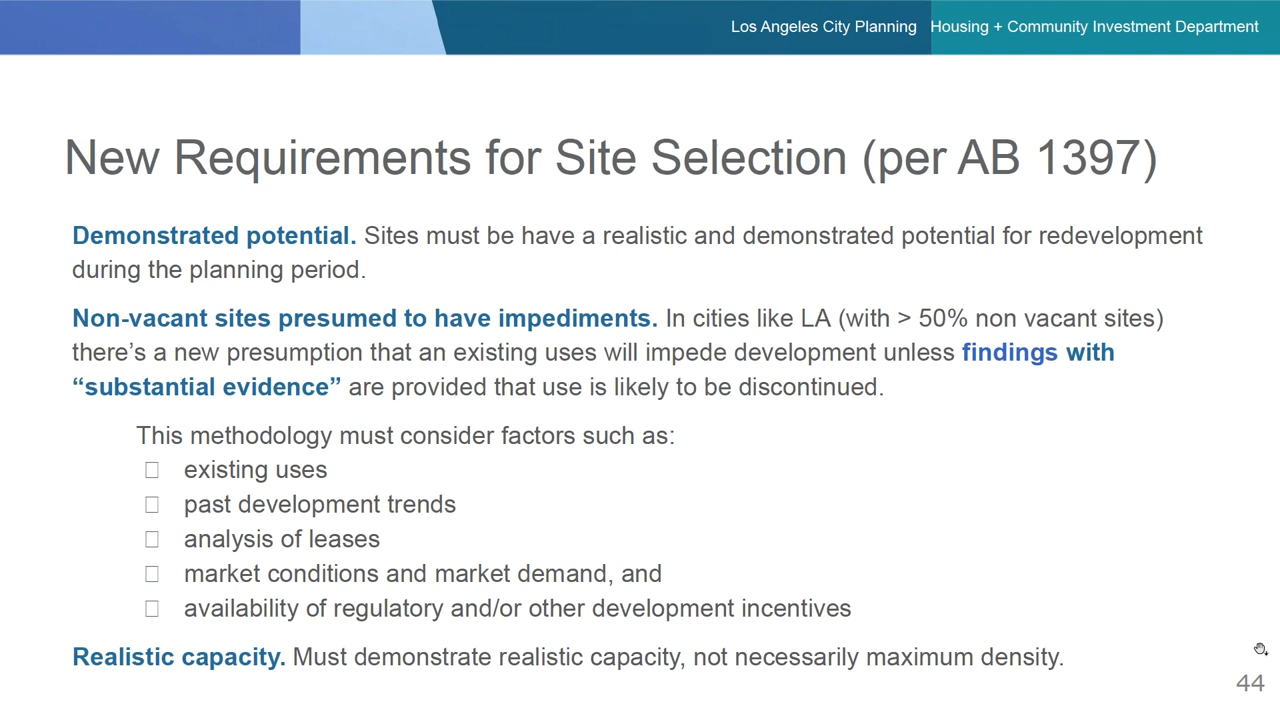 Los Angeles City Planning Housing + Community Investment Department
New Requirements for Site Selection (per AB 1397)
Demonstrated potential. Sites must be have a realistic and demonstrated potential for redevelopment
during the planning period.
Non-vacant sites presumed to have impediments. In cities like LA (with > 50% non vacant sites)
there’s a new presumption that an existing uses will impede development unless findings with
“substantial evidence” are provided that use is likely to be discontinued.
This methodology must consider factors such as:
existing uses
past development trends
analysis of leases
market conditions and market demand, and
availability of regulatory and/or other development incentives
Realistic capacity. Must demonstrate realistic capacity, not necessarily maximum density.
44